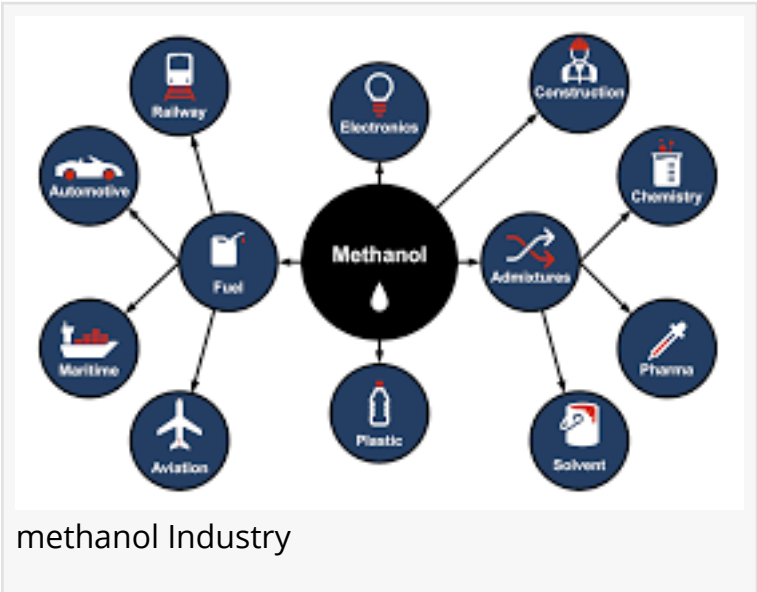 Railway
Electronics
Construction
Automotive
Chemistry
Methanol
Fuel
Admixtures
Maritime
Pharma
Plastic
Aviation
Solvent
methanol Industry